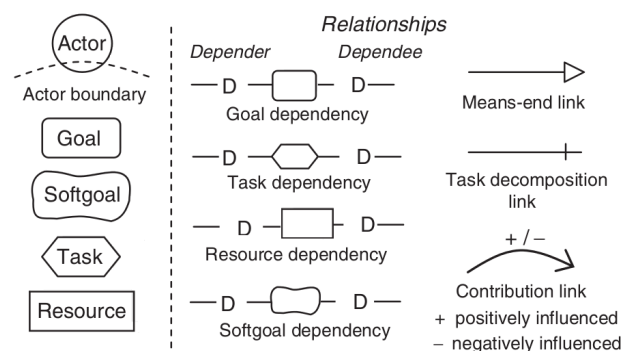 Actor
Actor boundary
Goal
Softgoal
Task
Resource
Relationships
Depender
Dependee
D
D
Goal dependency
D
D
Task dependency
D
D
Resource dependency
D
D
Softgoal dependency
Means-end link
Task decomposition
link
+ / –
Contribution link
+ positively influenced
– negatively influenced